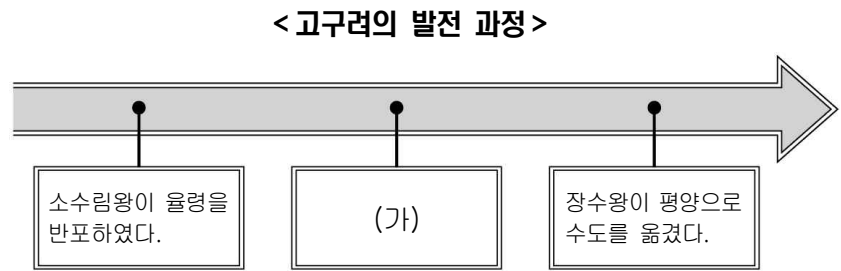 <고구려의 발전 과정>
소수림왕이 율령을
반포하였다.
(가)
장수왕이 평양으로
수도를 옮겼다.